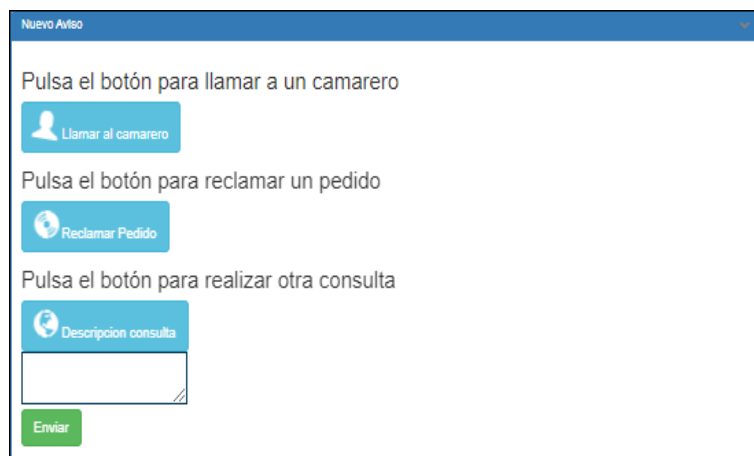 Nuevo Aviso
Pulsa el botón para llamar a un camarero
Llamar al camarero
Pulsa el botón para reclamar un pedido
Reclamar Pedido
Pulsa el botón para realizar otra consulta
Descripcion consulta
Enviar